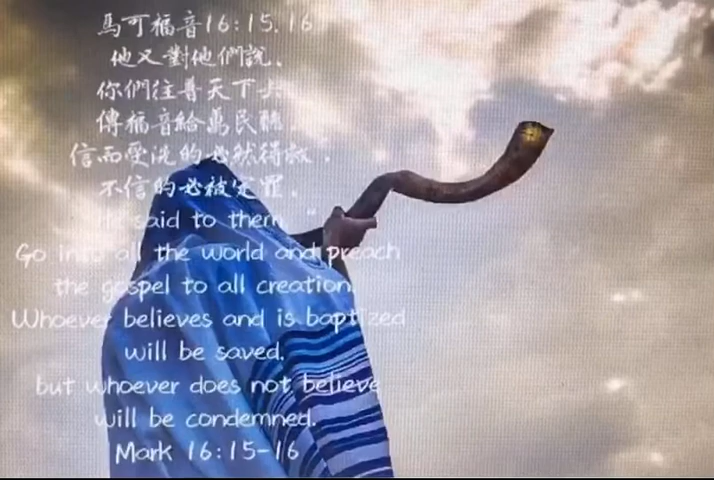 馬可福音16:15.16
他又對他們說.
你們往普天下去
傳福音給萬民聽
信而受洗的必然得救.
不信的必被定罪.
He said to them "
Go into all the world and preach
the gospel to all creation.
Whoever believes and is baptized
will be saved.
but whoever does not believe
will be condemned.
Mark 16:15-16